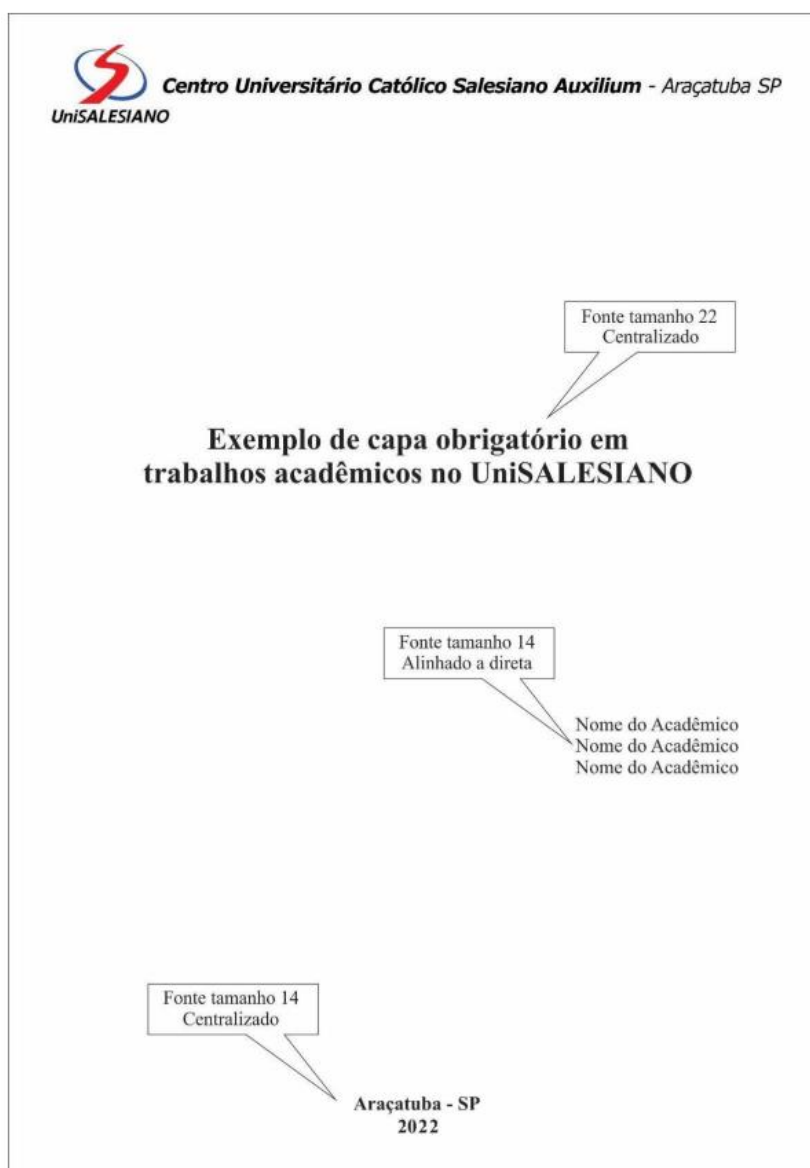 Centro Universitário Católico Salesiano Auxilium - Araçatuba SP
UniSALESIANO
Fonte tamanho 22
Centralizado
Exemplo de capa obrigatório em
trabalhos acadêmicos no UniSALESIANO
Fonte tamanho 14
Alinhado a direta
Nome do Acadêmico
Nome do Acadêmico
Nome do Acadêmico
Fonte tamanho 14
Centralizado
Araçatuba - SP
2022